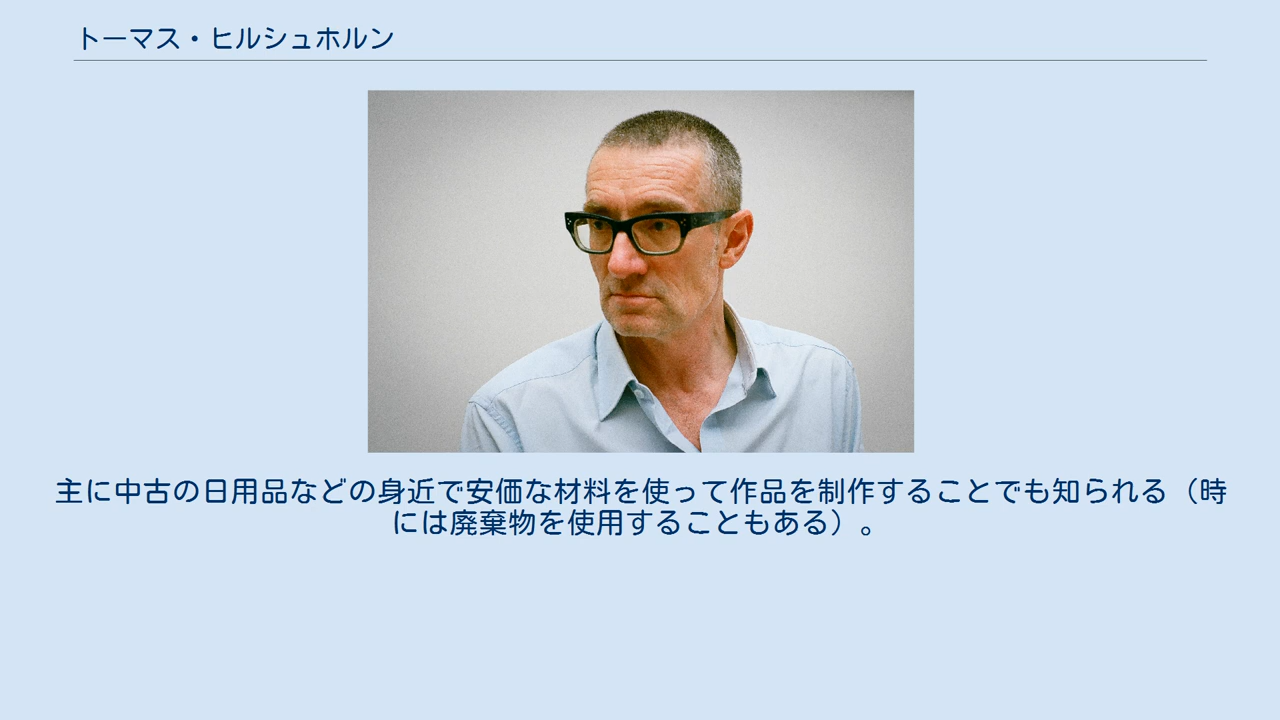 トーマス・ヒルシュホルン
主に中古の日用品などの身近で安価な材料を使って作品を制作することでも知られる（時
には廃棄物を使用することもある）。